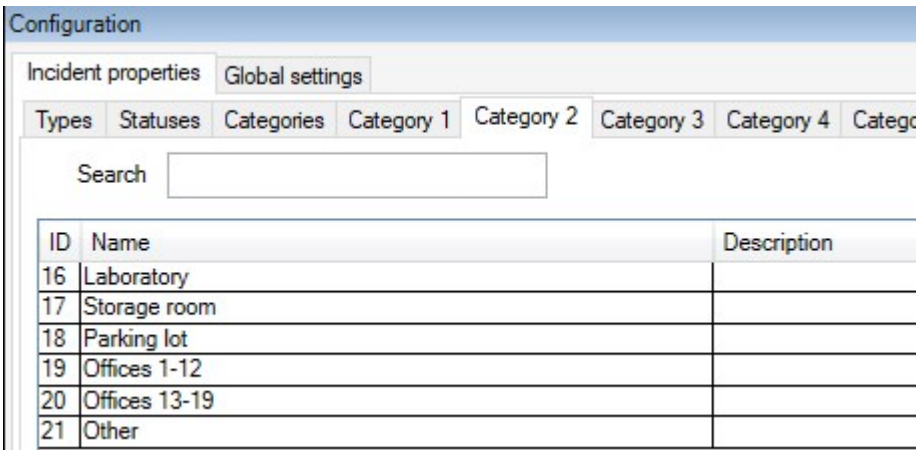 Configuration
Incident properties Global settings
Types Statuses Categories Category 1 Category 2 Category 3 Category 4
Search
ID Name Description
16 Laboratory
17 Storage room
18 Parking lot
19 Offices 1-12
20 Offices 13-19
21 Other